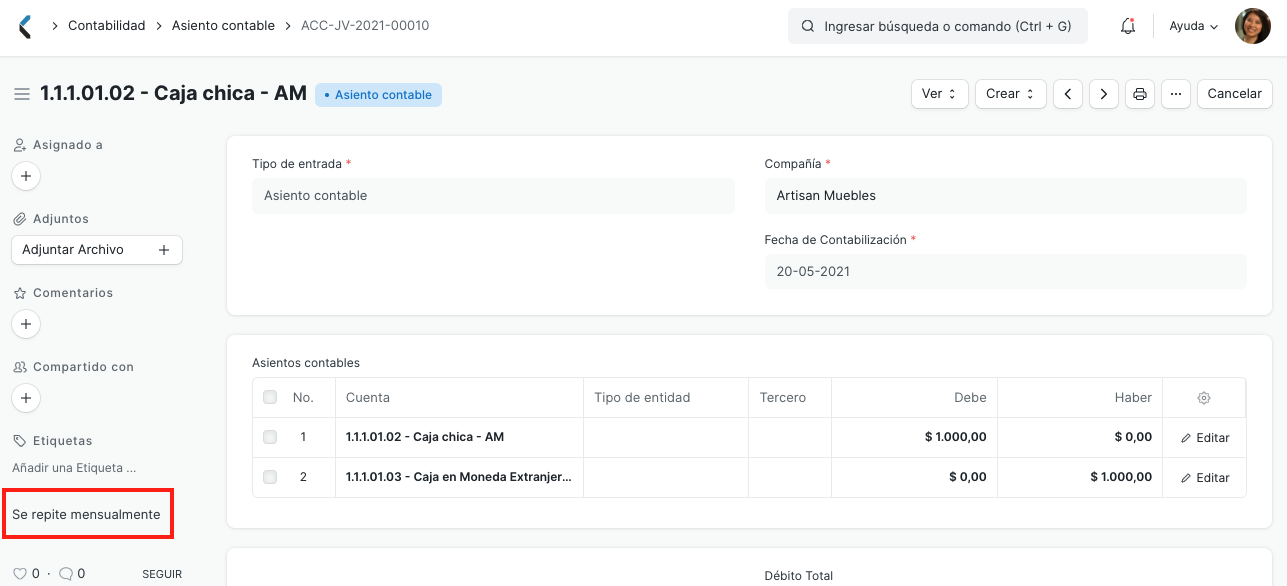 Contabilidad Asiento contable ACC-JV-2021-00010
Ingresar búsqueda o comando (Ctrl + G)
Ayuda
1.1.1.01.02 - Caja chica - AM
• Asiento contable
Ver
Crear
...
Cancelar
Asignado a
Adjuntos
Adjuntar Archivo +
Comentarios
Compartido con
Etiquetas
Añadir una Etiqueta ...
Se repite mensualmente
0 · 0 SEGUIR
Tipo de entrada *
Asiento contable
Compañía *
Artisan Muebles
Fecha de Contabilización *
20-05-2021
Asientos contables
No. Cuenta Tipo de entidad Tercero Debe Haber
1 1.1.1.01.02 - Caja chica - AM $ 1.000,00 $ 0,00 Editar
2 1.1.1.01.03 - Caja en Moneda Extranjer... $ 0,00 $ 1.000,00 Editar
Débito Total